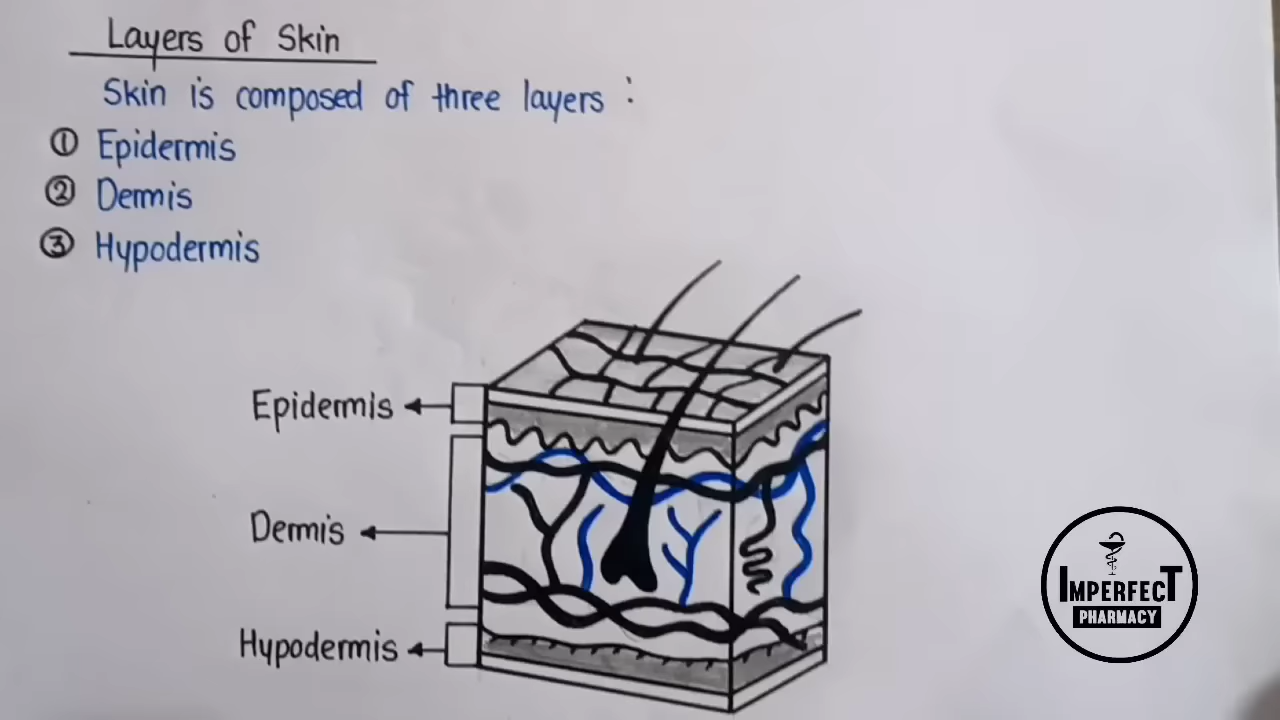 Layers of Skin
Skin is composed of three layers :
① Epidermis
② Dermis
③ Hypodermis
Epidermis
Dermis
Hypodermis
IMPERFECT
PHARMACY